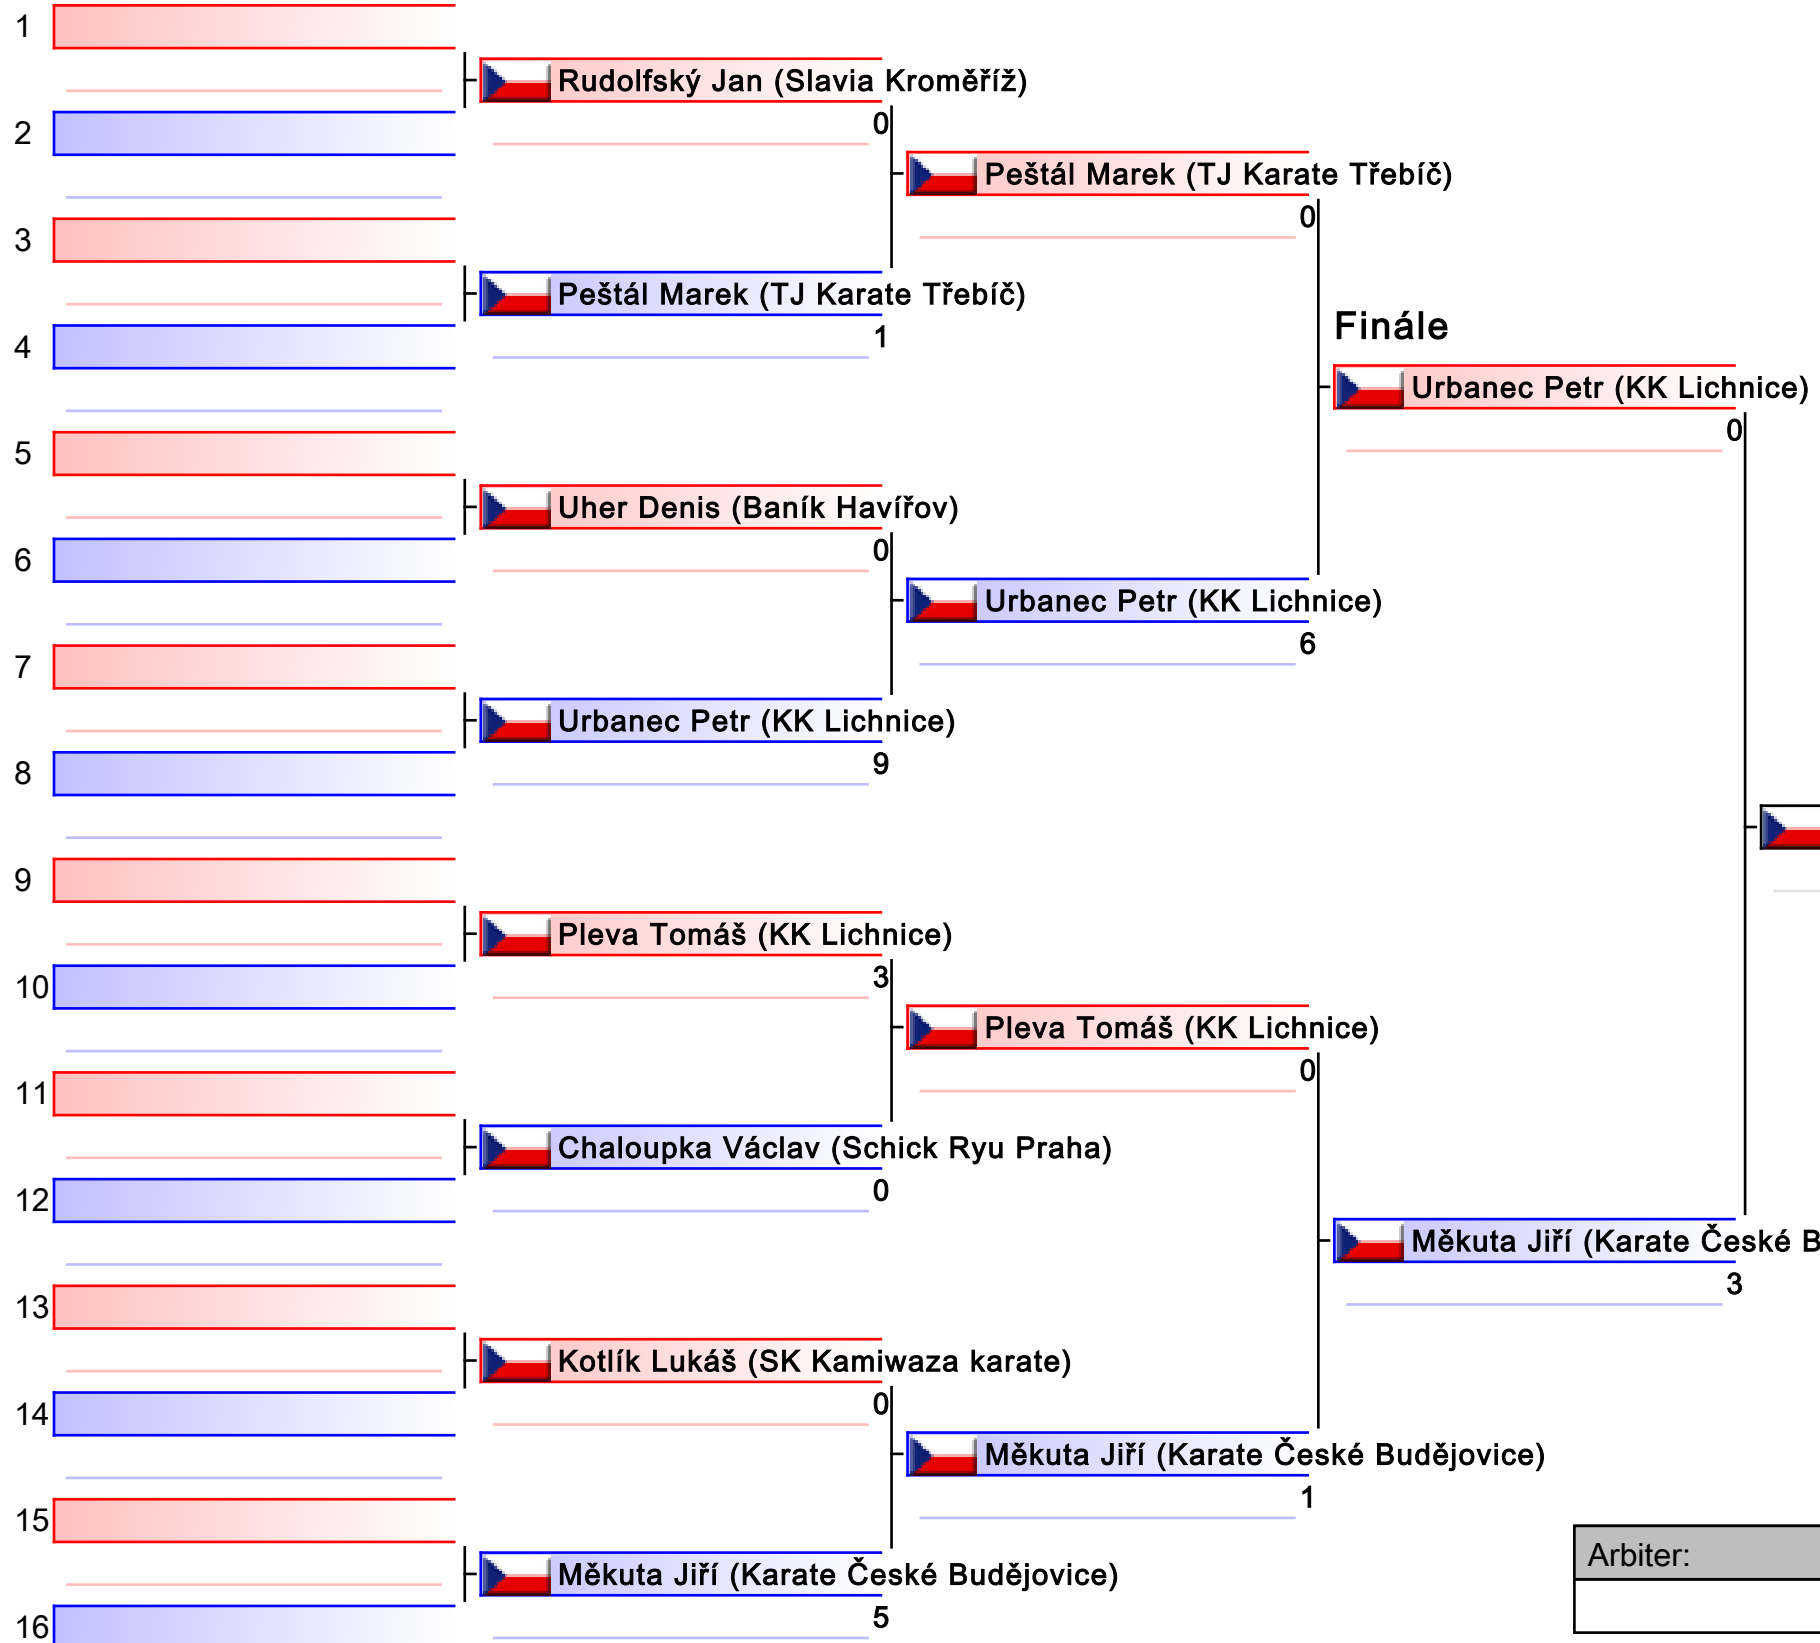 1
Rudolfský Jan (Slavia Kroměříž)
0
2
Peštál Marek (TJ Karate Třebíč)
0
3
Peštál Marek (TJ Karate Třebíč)
1
4
Finále
Urbanec Petr (KK Lichnice)
0
5
Uher Denis (Baník Havířov)
0
6
Urbanec Petr (KK Lichnice)
6
7
Urbanec Petr (KK Lichnice)
9
8
9
Pleva Tomáš (KK Lichnice)
3
10
Pleva Tomáš (KK Lichnice)
0
11
Chaloupka Václav (Schick Ryu Praha)
0
12
Měkuta Jiří (Karate České B
3
13
Kotlík Lukáš (SK Kamiwaza karate)
0
14
Měkuta Jiří (Karate České Budějovice)
1
15
Měkuta Jiří (Karate České Budějovice)
5
16
Arbiter: